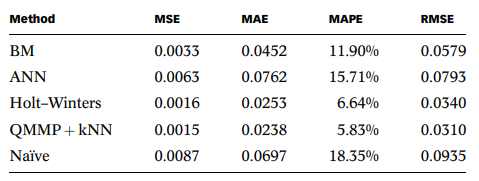 Method MSE MAE MAPE RMSE
BM 0.0033 0.0452 11.90% 0.0579
ANN 0.0063 0.0762 15.71% 0.0793
Holt–Winters 0.0016 0.0253 6.64% 0.0340
QMMP + kNN 0.0015 0.0238 5.83% 0.0310
Naïve 0.0087 0.0697 18.35% 0.0935